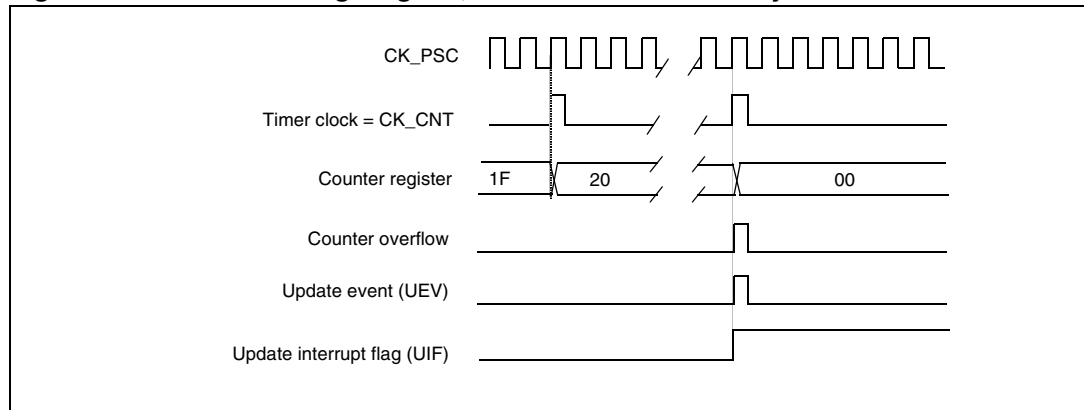 CK_PSC
Timer clock = CK_CNT
Counter register 1F 20 00
Counter overflow
Update event (UEV)
Update interrupt flag (UIF)